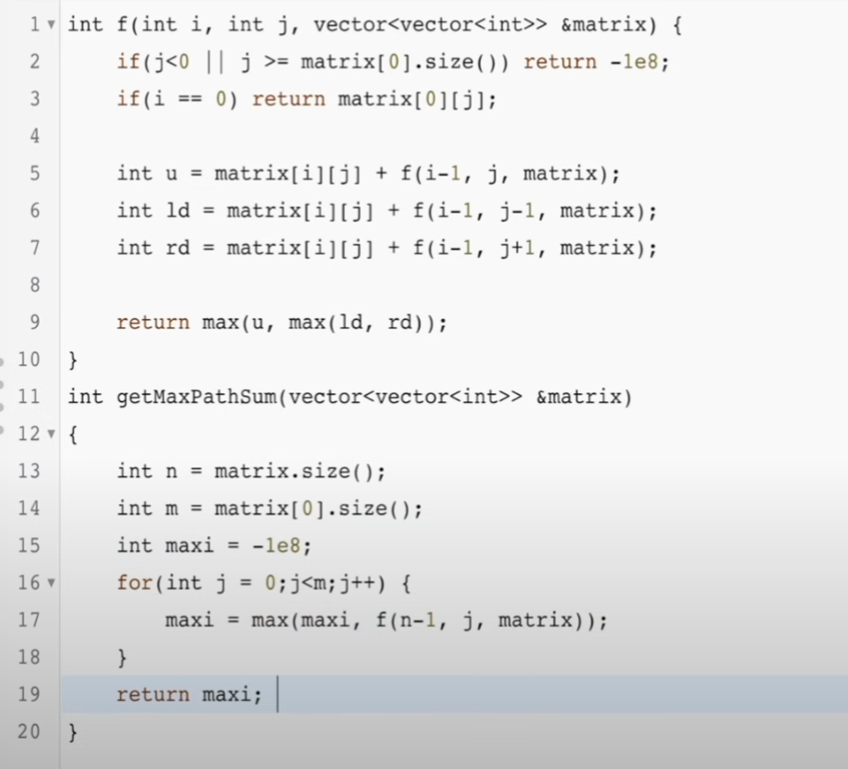 1 int f(int i, int j, vector<vector<int>> &matrix) {
2     if(j<0 || j >= matrix[0].size()) return -1e8;
3     if(i == 0) return matrix[0][j];
4
5     int u = matrix[i][j] + f(i-1, j, matrix);
6     int ld = matrix[i][j] + f(i-1, j-1, matrix);
7     int rd = matrix[i][j] + f(i-1, j+1, matrix);
8
9     return max(u, max(ld, rd));
10 }
11 int getMaxPathSum(vector<vector<int>> &matrix)
12 {
13     int n = matrix.size();
14     int m = matrix[0].size();
15     int maxi = -1e8;
16     for(int j = 0;j<m;j++) {
17         maxi = max(maxi, f(n-1, j, matrix));
18     }
19     return maxi;
20 }